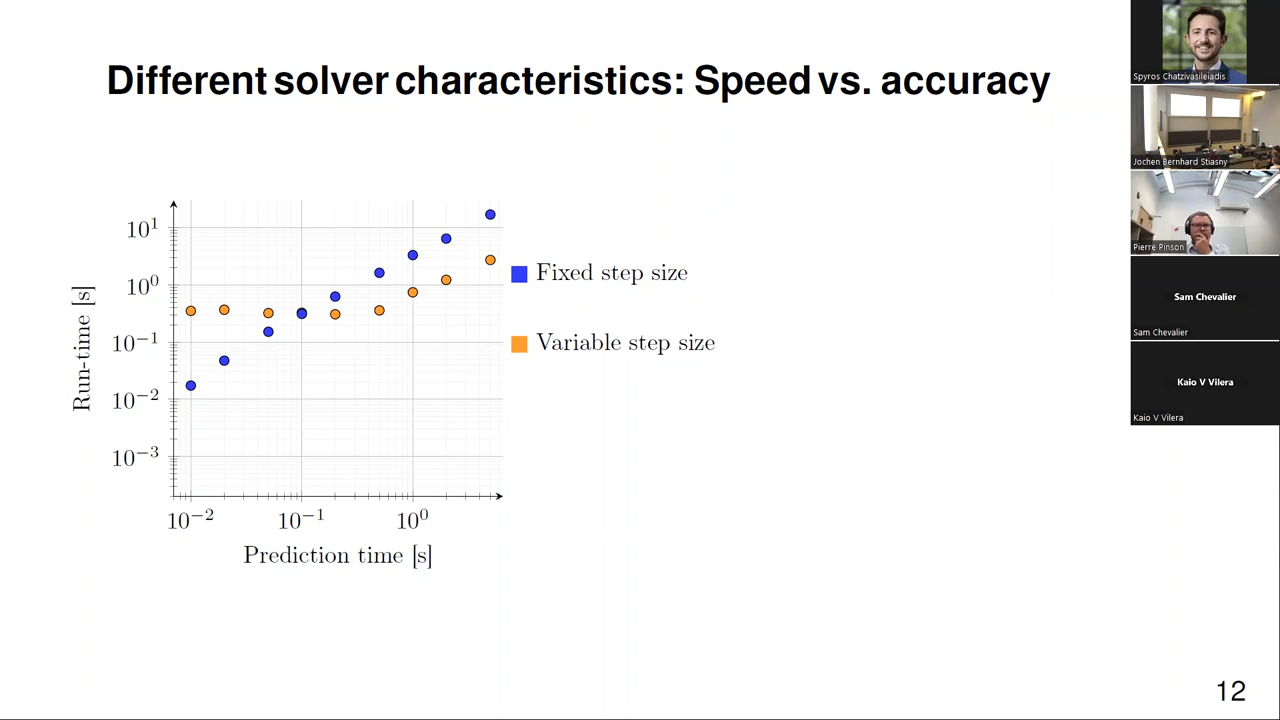 Different solver characteristics: Speed vs. accuracy
Run-time [s]
10^1
10^0
10^−1
10^−2
10^−3
10^−2
10^−1
10^0
Prediction time [s]
Fixed step size
Variable step size
12
Spyros Chatzivasileiadis
Jochen Bernhard Stiasny
Pierre Pinson
Sam Chevalier
Sam Chevalier
Kaio V Vilera
Kaio V Vilera